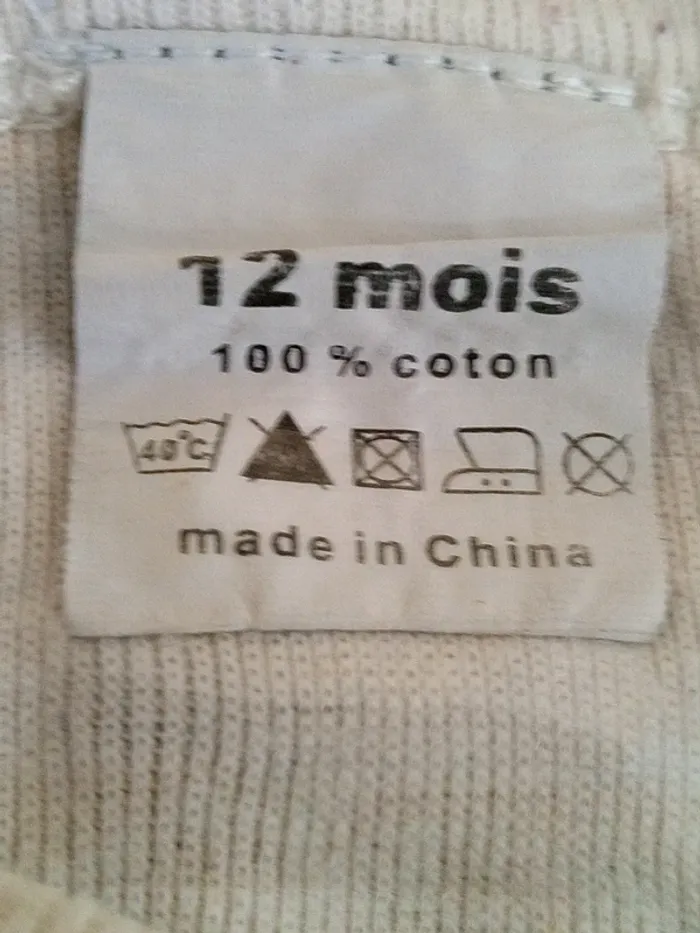 12 mois
100 % coton
40°C
made in China